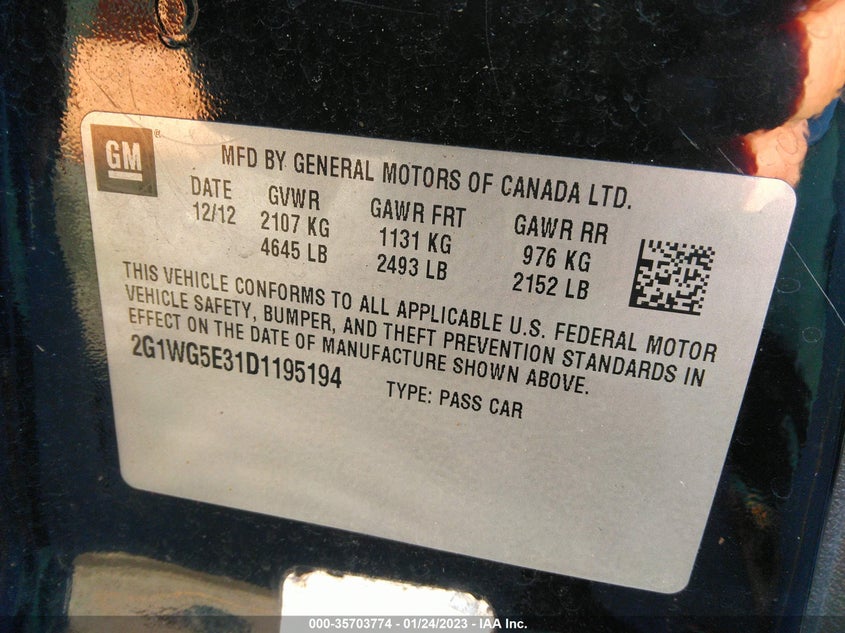 GM®
MFD BY GENERAL MOTORS OF CANADA LTD.
DATE GVWR GAWR FRT GAWR RR
12/12 2107 KG 1131 KG 976 KG
4645 LB 2493 LB 2152 LB
THIS VEHICLE CONFORMS TO ALL APPLICABLE U.S. FEDERAL MOTOR
VEHICLE SAFETY, BUMPER, AND THEFT PREVENTION STANDARDS IN
EFFECT ON THE DATE OF MANUFACTURE SHOWN ABOVE.
2G1WG5E31D1195194 TYPE: PASS CAR
000-35703774 - 01/24/2023 - IAA Inc.